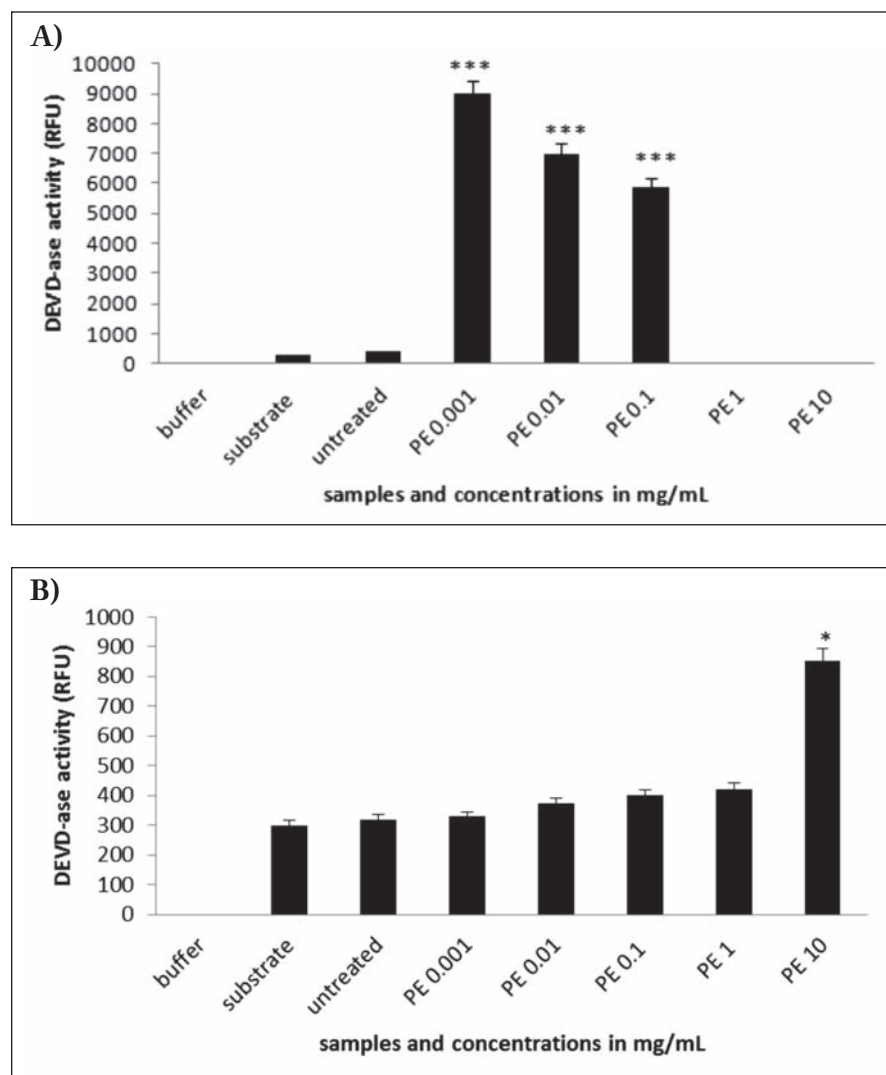 A)
DEVD-ase activity (RFU)
10000
9000
8000
7000
6000
5000
4000
3000
2000
1000
0
***
***
***
buffer
substrate
untreated
PE 0.001
PE 0.01
PE 0.1
PE 1
PE 10
samples and concentrations in mg/mL
B)
DEVD-ase activity (RFU)
1000
900
800
700
600
500
400
300
200
100
0
*
buffer
substrate
untreated
PE 0.001
PE 0.01
PE 0.1
PE 1
PE 10
samples and concentrations in mg/mL